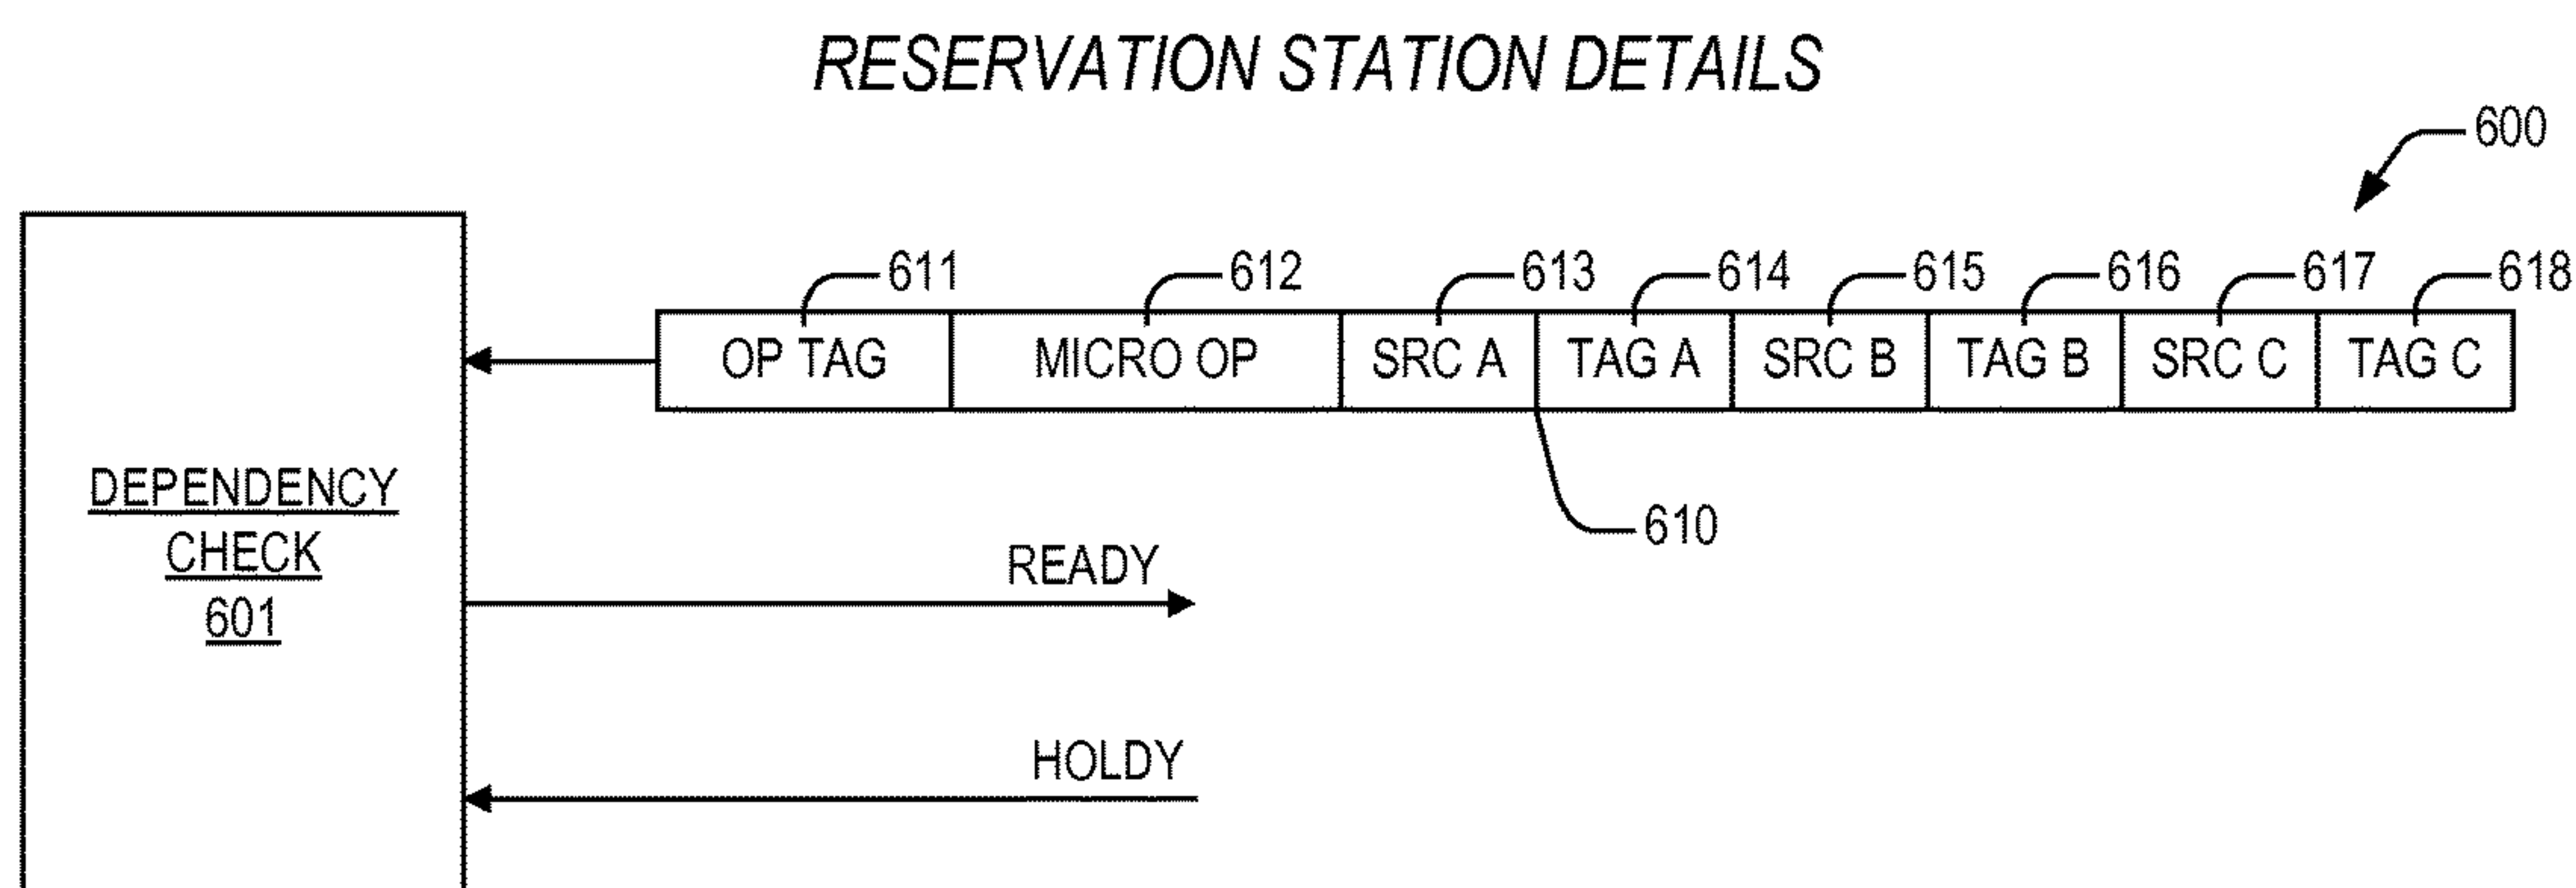 RESERVATION STATION DETAILS
600
611 612 613 614 615 616 617 618
OP TAG MICRO OP SRC A TAG A SRC B TAG B SRC C TAG C
610
DEPENDENCY
CHECK
601
READY
HOLDY